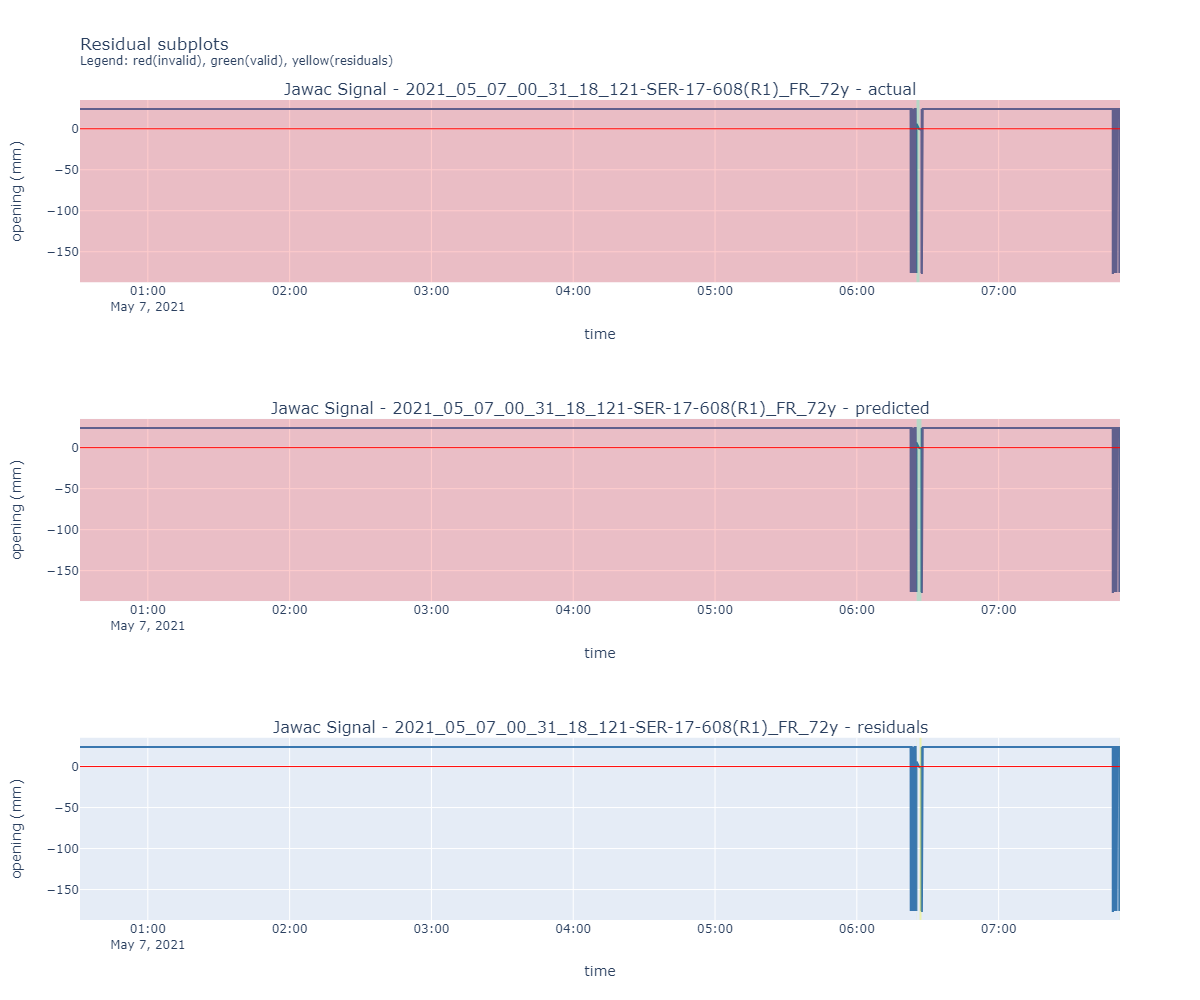 Residual subplots
Legend: red(invalid), green(valid), yellow(residuals)
Jawac Signal - 2021_05_07_00_31_18_121-SER-17-608(R1)_FR_72y - actual
opening (mm)
0
−50
−100
−150
01:00 02:00 03:00 04:00 05:00 06:00 07:00
May 7, 2021
time
Jawac Signal - 2021_05_07_00_31_18_121-SER-17-608(R1)_FR_72y - predicted
opening (mm)
0
−50
−100
−150
01:00 02:00 03:00 04:00 05:00 06:00 07:00
May 7, 2021
time
Jawac Signal - 2021_05_07_00_31_18_121-SER-17-608(R1)_FR_72y - residuals
opening (mm)
0
−50
−100
−150
01:00 02:00 03:00 04:00 05:00 06:00 07:00
May 7, 2021
time